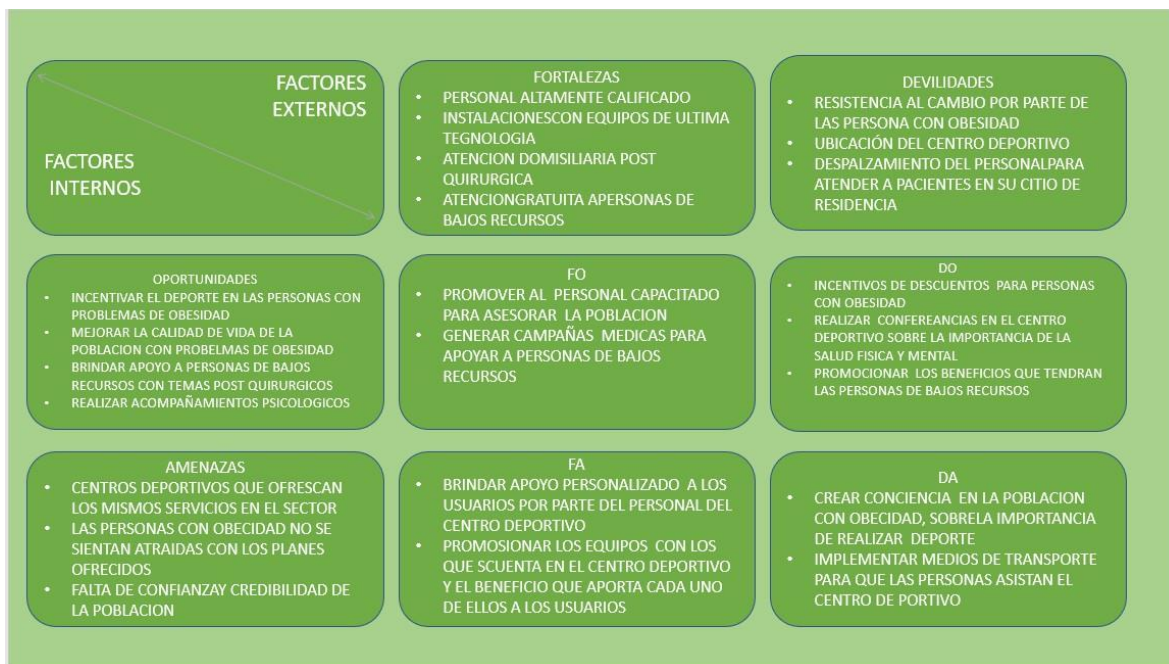 FACTORES
EXTERNOS
FACTORES
INTERNOS
FORTALEZAS
• PERSONAL ALTAMENTE CALIFICADO
• INSTALACIONESCON EQUIPOS DE ULTIMA
TEGNOLOGIA
• ATENCION DOMISILIARIA POST
QUIRURGICA
• ATENCIONGRATUITA APERSONAS DE
BAJOS RECURSOS
DEVILIDADES
• RESISTENCIA AL CAMBIO POR PARTE DE
LAS PERSONA CON OBESIDAD
• UBICACIÓN DEL CENTRO DEPORTIVO
• DESPALZAMIENTO DEL PERSONALPARA
ATENDER A PACIENTES EN SU CITIO DE
RESIDENCIA
OPORTUNIDADES
• INCENTIVAR EL DEPORTE EN LAS PERSONAS CON
PROBLEMAS DE OBESIDAD
• MEJORAR LA CALIDAD DE VIDA DE LA
POBLACION CON PROBELMAS DE OBESIDAD
• BRINDAR APOYO A PERSONAS DE BAJOS
RECURSOS CON TEMAS POST QUIRURGICOS
• REALIZAR ACOMPAÑAMIENTOS PSICOLOGICOS
FO
• PROMOVER AL PERSONAL CAPACITADO
PARA ASESORAR LA POBLACION
• GENERAR CAMPAÑAS MEDICAS PARA
APOYAR A PERSONAS DE BAJOS
RECURSOS
DO
• INCENTIVOS DE DESCUENTOS PARA PERSONAS
CON OBESIDAD
• REALIZAR CONFEREANCIAS EN EL CENTRO
DEPORTIVO SOBRE LA IMPORTANCIA DE LA
SALUD FISICA Y MENTAL
• PROMOCIONAR LOS BENEFICIOS QUE TENDRAN
LAS PERSONAS DE BAJOS RECURSOS
AMENAZAS
• CENTROS DEPORTIVOS QUE OFRESCAN
LOS MISMOS SERVICIOS EN EL SECTOR
• LAS PERSONAS CON OBECIDAD NO SE
SIENTAN ATRAIDAS CON LOS PLANES
OFRECIDOS
• FALTA DE CONFIANZAY CREDIBILIDAD DE
LA POBLACION
FA
• BRINDAR APOYO PERSONALIZADO A LOS
USUARIOS POR PARTE DEL PERSONAL DEL
CENTRO DEPORTIVO
• PROMOSIONAR LOS EQUIPOS CON LOS
QUE SCUENTA EN EL CENTRO DEPORTIVO
Y EL BENEFICIO QUE APORTA CADA UNO
DE ELLOS A LOS USUARIOS
DA
• CREAR CONCIENCIA EN LA POBLACION
CON OBECIDAD, SOBRELA IMPORTANCIA
DE REALIZAR DEPORTE
• IMPLEMENTAR MEDIOS DE TRANSPORTE
PARA QUE LAS PERSONAS ASISTAN EL
CENTRO DE PORTIVO